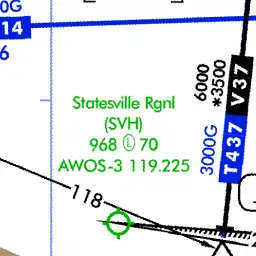 0G
14
6
Statesville Rgnl
(SVH)
968 Ⓛ 70
AWOS-3 119.225
6000
*3500
V37
3000G
T437
118